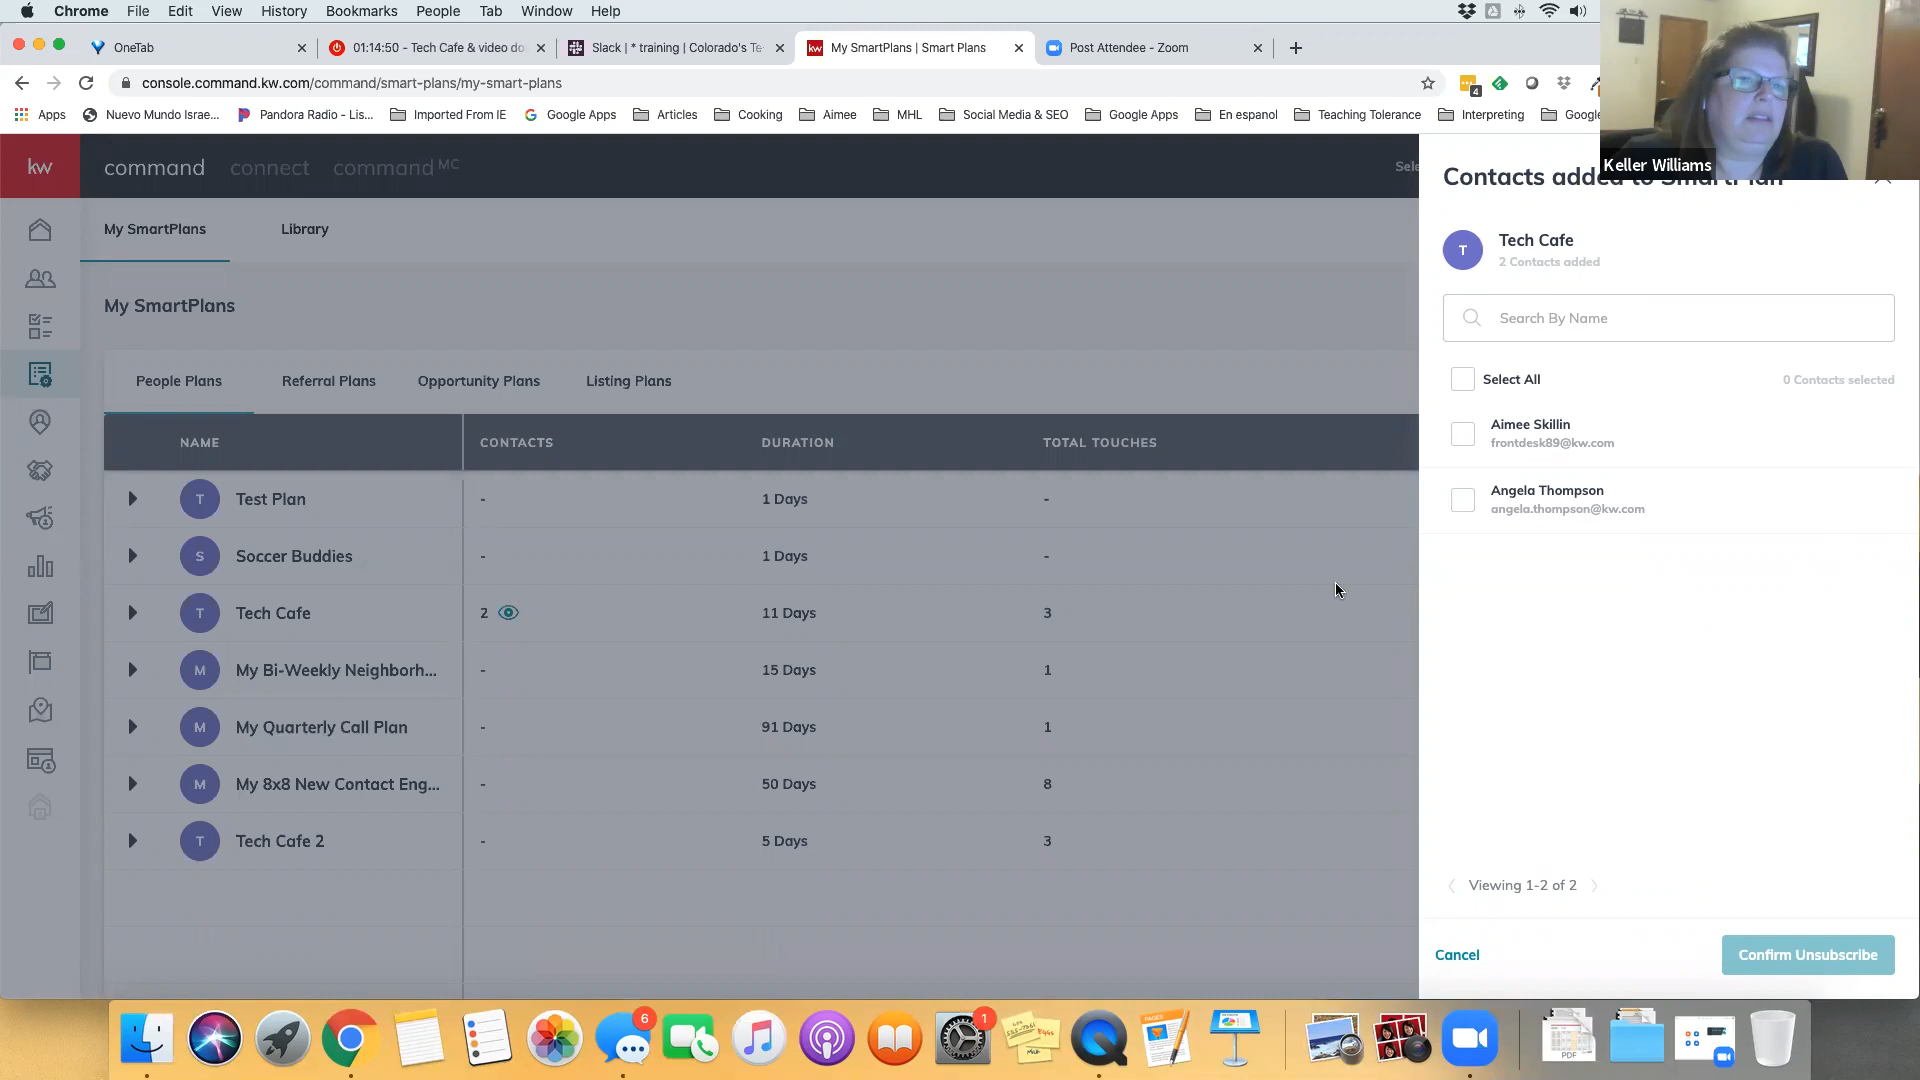 Chrome File Edit View History Bookmarks People Tab Window Help
OneTab
01:14:50 - Tech Cafe & video do
Slack | * training | Colorado's Te
My SmartPlans | Smart Plans
Post Attendee - Zoom
console.command.kw.com/command/smart-plans/my-smart-plans
4
Apps
Nuevo Mundo Israe...
Pandora Radio - Lis...
Imported From IE
Google Apps
Articles
Cooking
Aimee
MHL
Social Media & SEO
Google Apps
En espanol
Teaching Tolerance
Interpreting
Google
Keller Williams
kw command connect command MC
Sele
Contacts added to SmartPlan
My SmartPlans Library
T Tech Cafe
2 Contacts added
My SmartPlans
Search By Name
People Plans Referral Plans Opportunity Plans Listing Plans
Select All 0 Contacts selected
NAME CONTACTS DURATION TOTAL TOUCHES
Aimee Skillin
frontdesk89@kw.com
Angela Thompson
angela.thompson@kw.com
T Test Plan - 1 Days -
S Soccer Buddies - 1 Days -
T Tech Cafe 2 11 Days 3
M My Bi-Weekly Neighborh... - 15 Days 1
M My Quarterly Call Plan - 91 Days 1
M My 8x8 New Contact Eng... - 50 Days 8
T Tech Cafe 2 - 5 Days 3
Viewing 1-2 of 2
Cancel Confirm Unsubscribe
6
1
PAGES
PDF